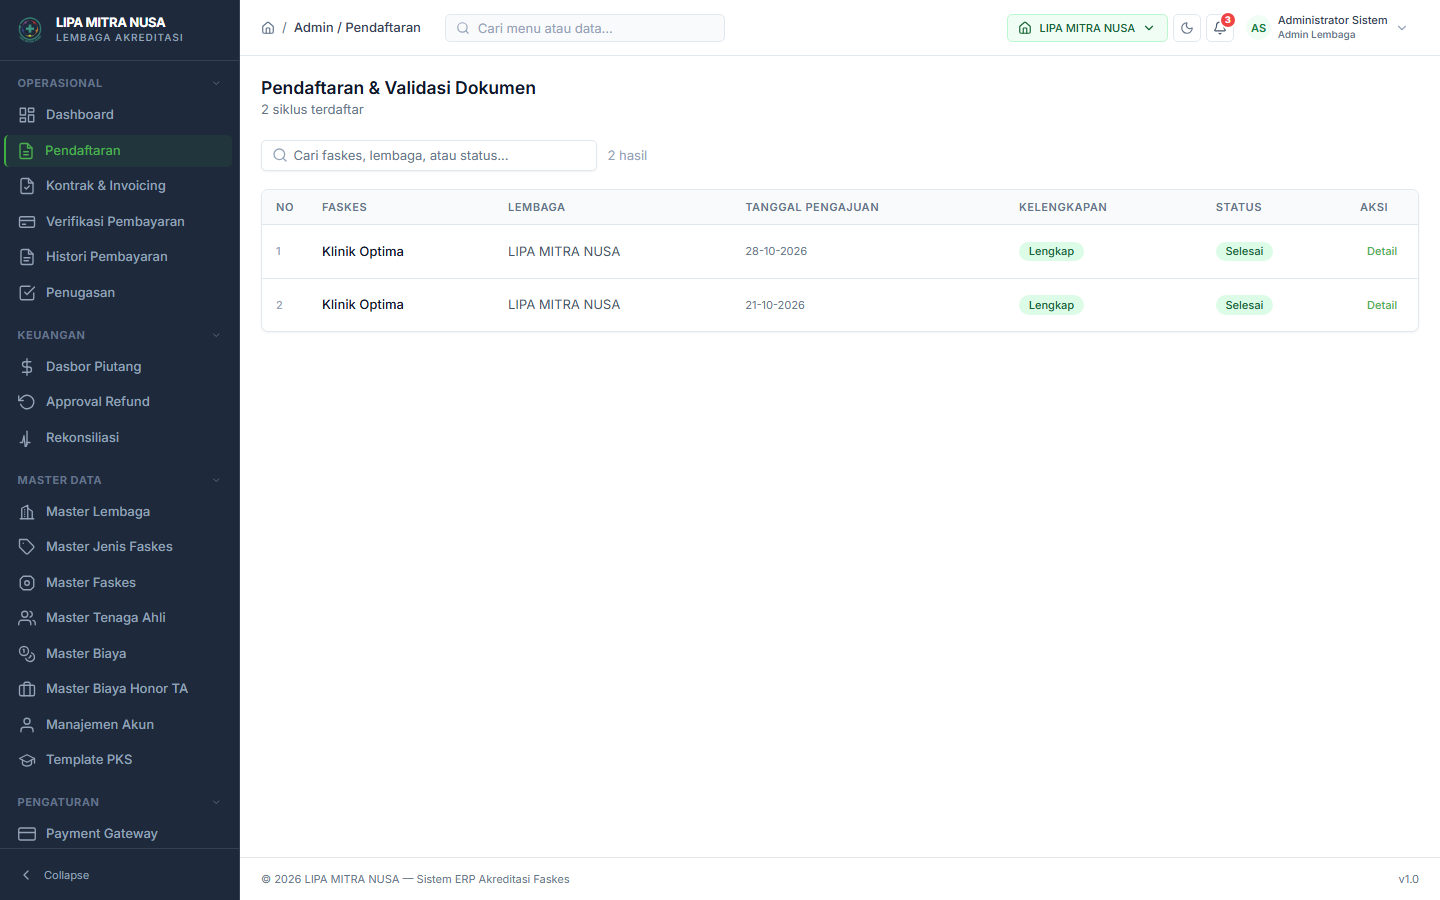 LIPA MITRA NUSA
LEMBAGA AKREDITASI
OPERASIONAL
Dashboard
Pendaftaran
Kontrak & Invoicing
Verifikasi Pembayaran
Histori Pembayaran
Penugasan
KEUANGAN
Dasbor Piutang
Approval Refund
Rekonsiliasi
MASTER DATA
Master Lembaga
Master Jenis Faskes
Master Faskes
Master Tenaga Ahli
Master Biaya
Master Biaya Honor TA
Manajemen Akun
Template PKS
PENGATURAN
Payment Gateway
Collapse
/ Admin / Pendaftaran
Cari menu atau data...
LIPA MITRA NUSA
3
AS
Administrator Sistem
Admin Lembaga
Pendaftaran & Validasi Dokumen
2 siklus terdaftar
Cari faskes, lembaga, atau status...
2 hasil
NO FASKES LEMBAGA TANGGAL PENGAJUAN KELENGKAPAN STATUS AKSI
1 Klinik Optima LIPA MITRA NUSA 28-10-2026 Lengkap Selesai Detail
2 Klinik Optima LIPA MITRA NUSA 21-10-2026 Lengkap Selesai Detail
© 2026 LIPA MITRA NUSA — Sistem ERP Akreditasi Faskes
v1.0